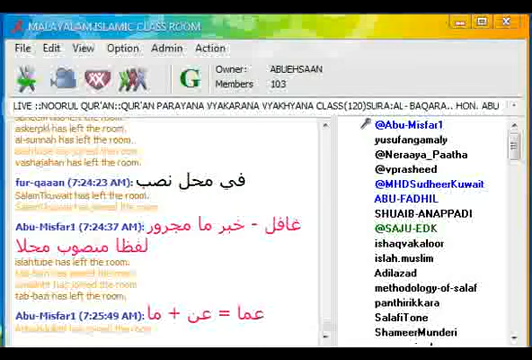 MALAYALAM ISLAMIC CLASS ROOM
File Edit View Option Admin Action
G
Owner: ABUEHSAAN
Members 103
LIVE ::NOORUL QUR'AN::QUR'AN PARAYANA VYAKARANA VYAKHYANA CLASS(120)SURA:AL-BAQARA.. HON. ABU
askerpkl has left the room.
al-sunnah has left the room.
vashajahan has left the room.
fur-qaaan (7:24:23 AM): في محل نصب
SalamTkuwait has left the room.
Abu-Misfar1 (7:24:37 AM): غافل - خبر ما مجرور
لفظا منصوب محلا
islahtube has left the room.
tab-bazi has left the room.
Abu-Misfar1 (7:25:49 AM): عما = عن + ما
@Abu-Misfar1
yusufgamaly
@Neraaya_Paatha
@vprasheed
@MHDSudheerKuwait
ABU-FADHIL
SHUAIB-ANAPPADI
@SAJU-EDK
ishaqvakaloor
islah.muslim
Adilazad
methodology-of-salaf
panthirikkara
SalafiTone
ShameerMunderi